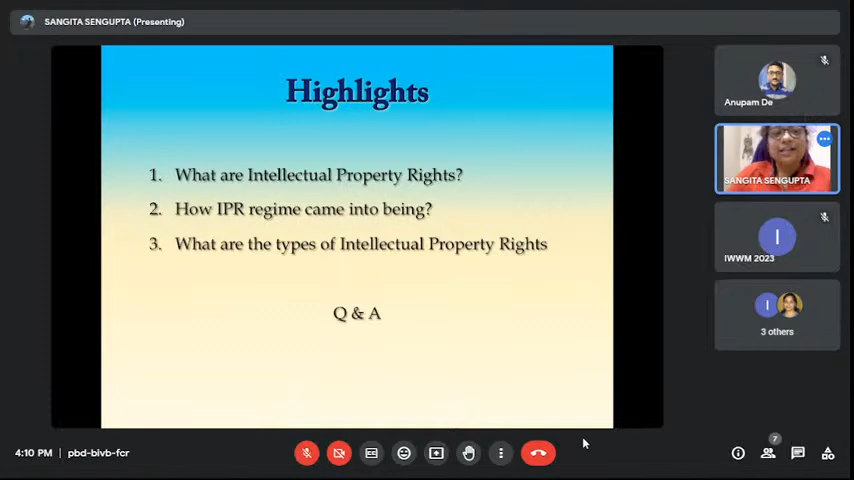 SANGITA SENGUPTA (Presenting)
Highlights
1. What are Intellectual Property Rights?
2. How IPR regime came into being?
3. What are the types of Intellectual Property Rights
Q & A
Anupam De
SANGITA SENGUPTA
I
IWWM 2023
I
3 others
4:10 PM | pbd-bivb-fcr
7